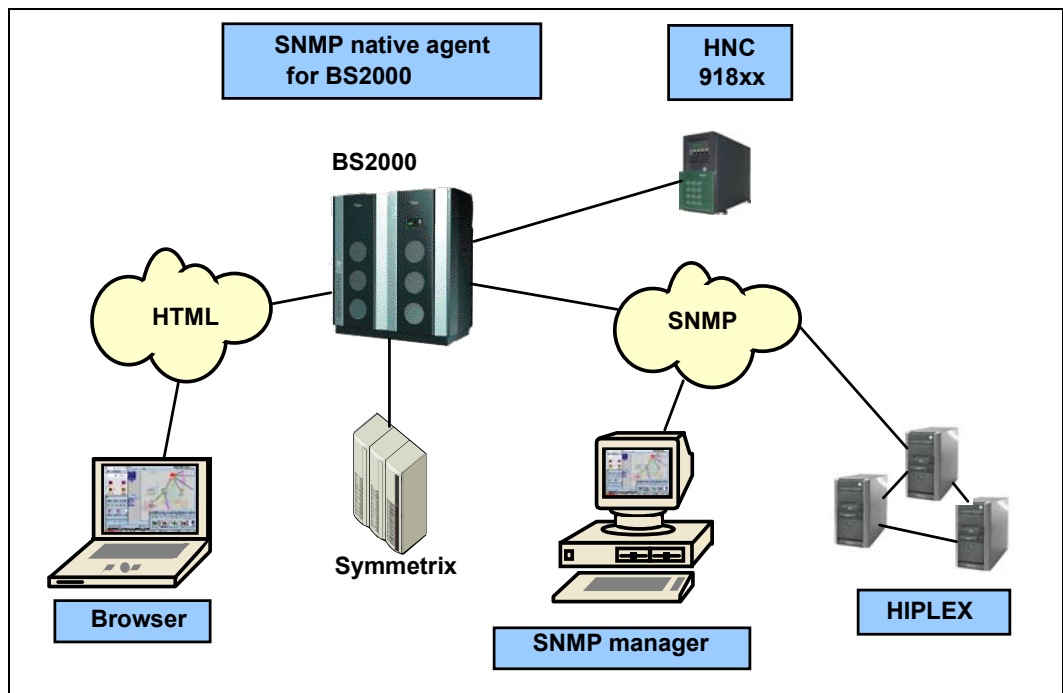 SNMP native agent
for BS2000
HNC
918xx
BS2000
HTML
SNMP
Symmetrix
Browser
SNMP manager
HIPLEX